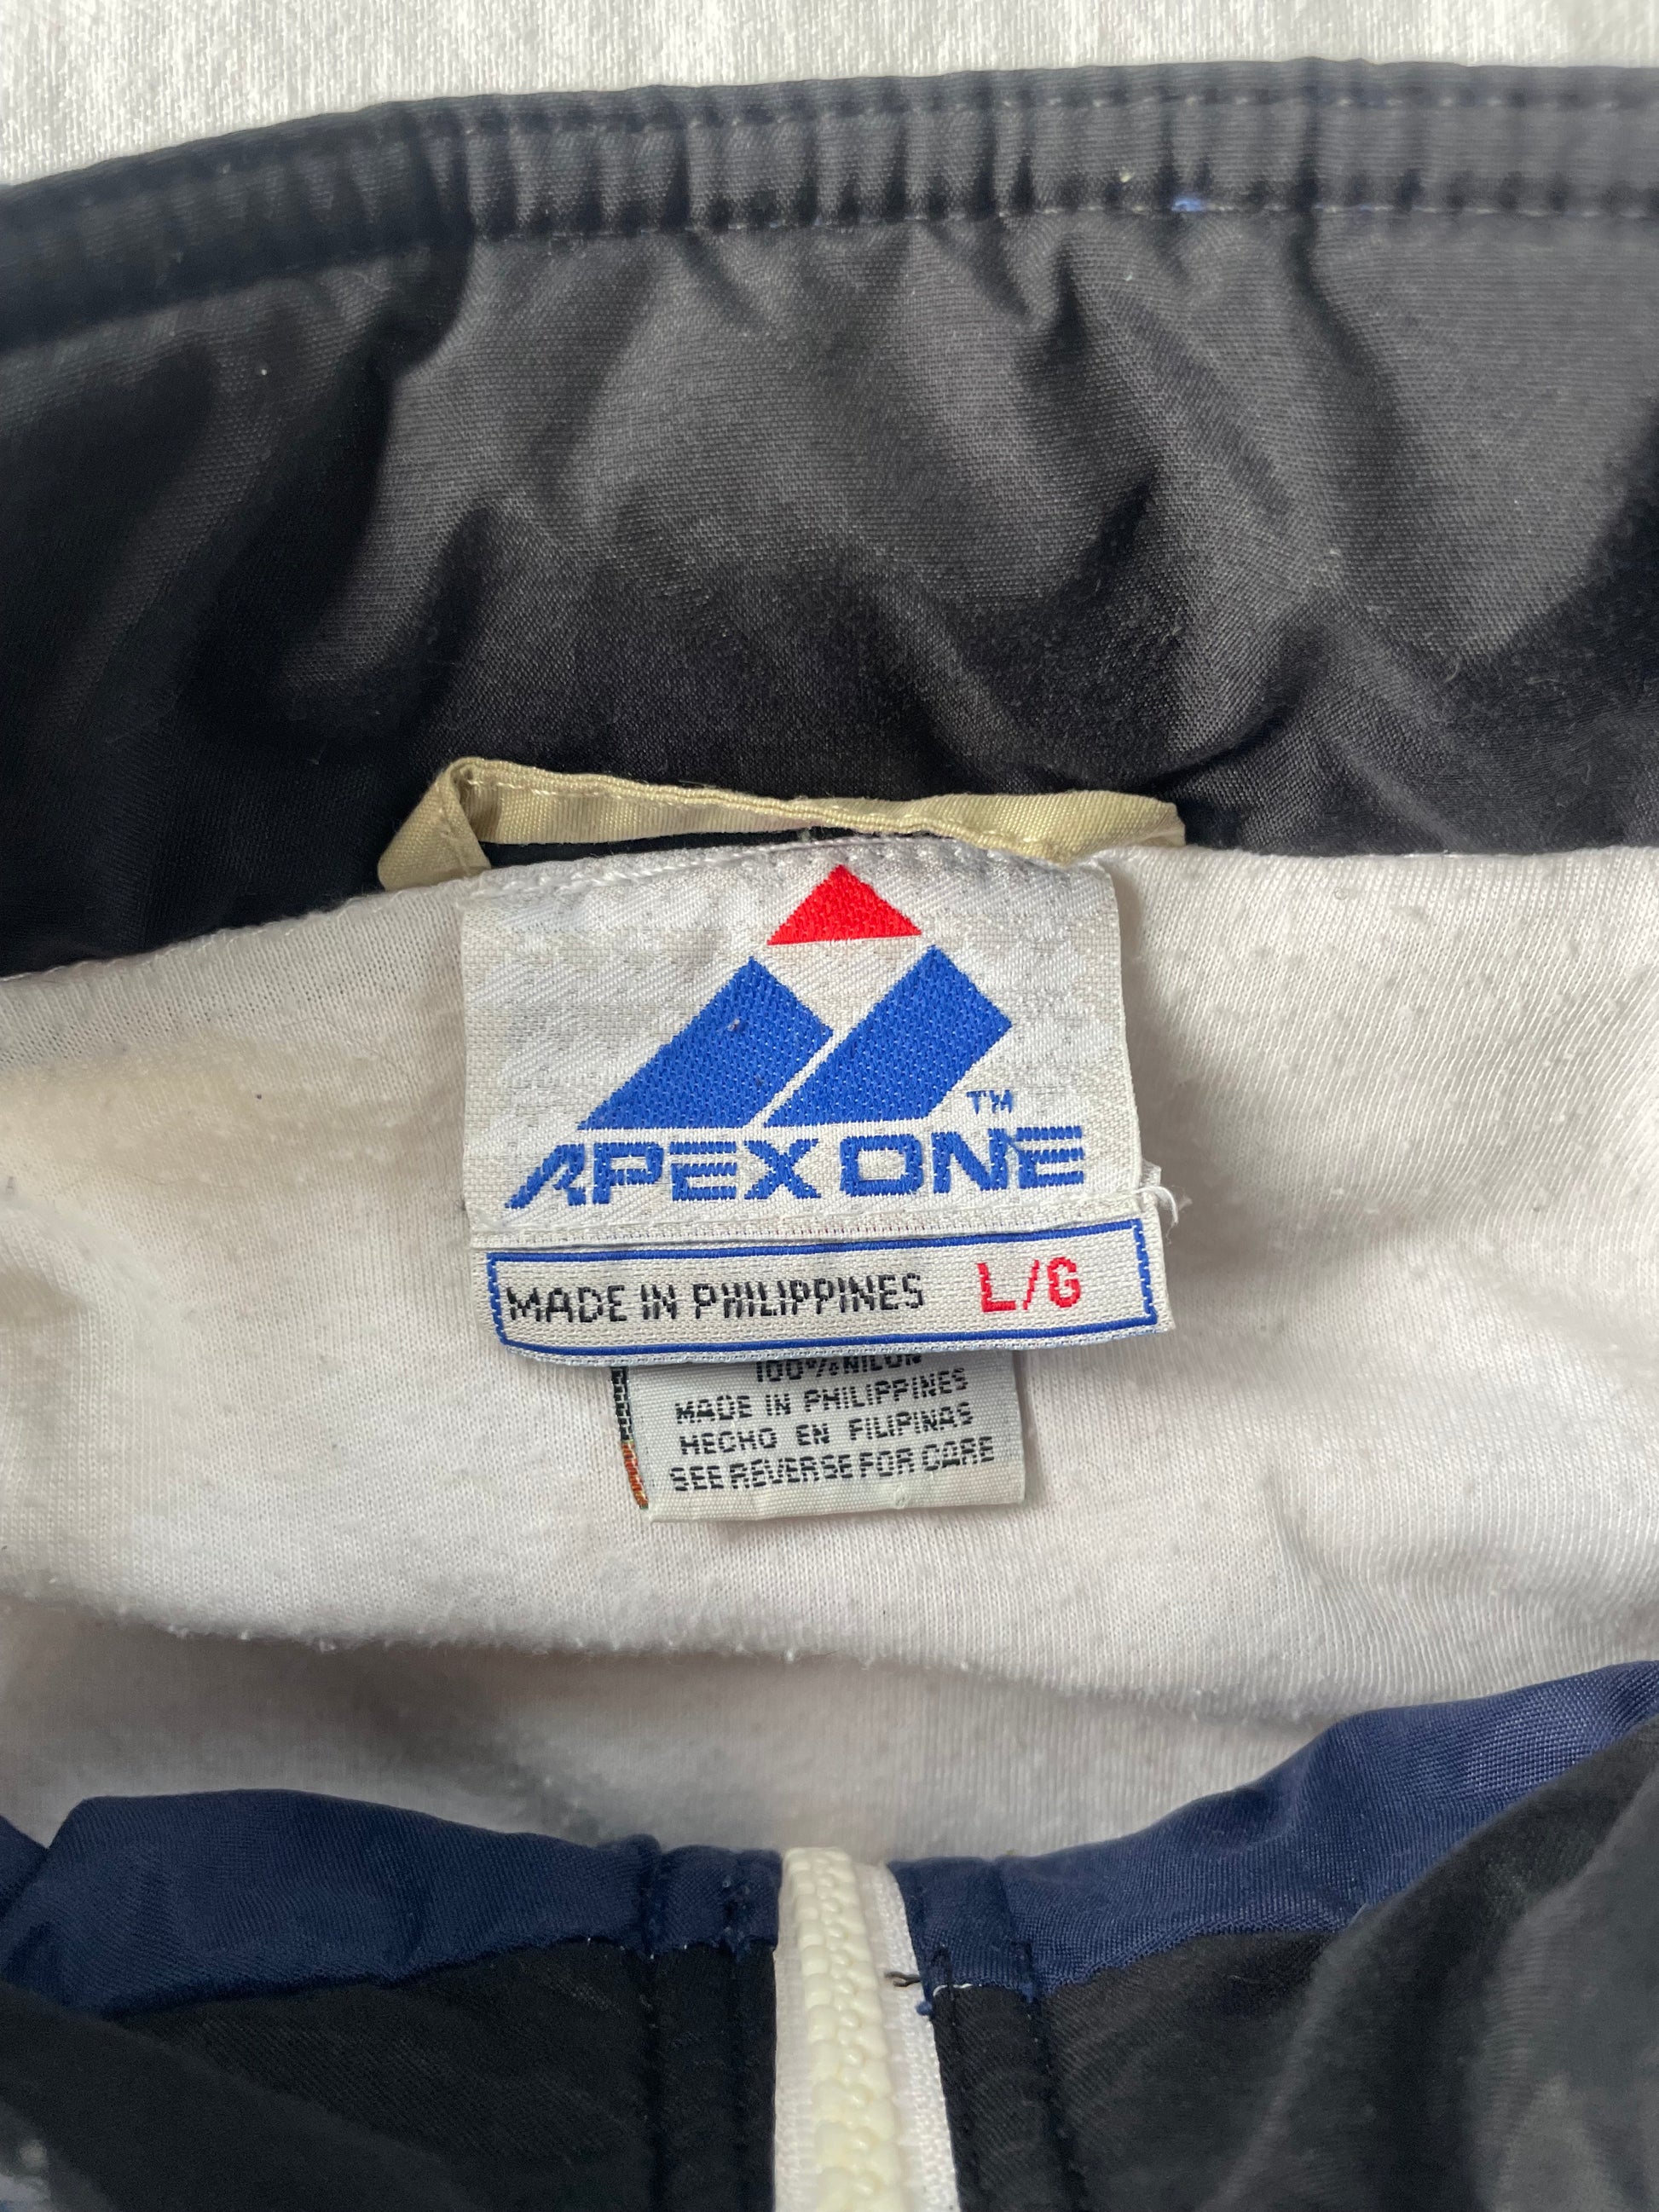 TM
APEX ONE
MADE IN PHILIPPINES L/G
100% NILON
MADE IN PHILIPPINES
HECHO EN FILIPINAS
SEE REVERSE FOR CARE